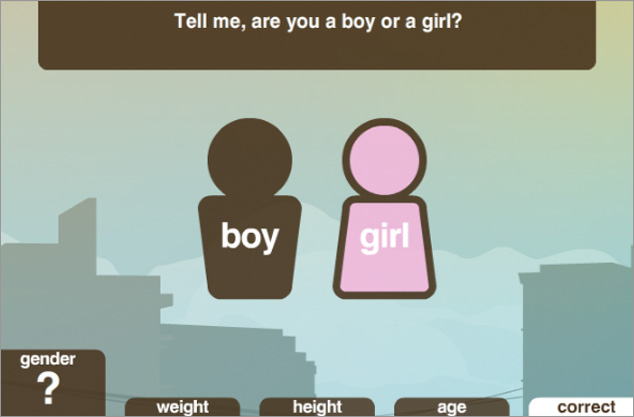 Tell me, are you a boy or a girl?
boy
girl
gender
?
weight
height
age
correct